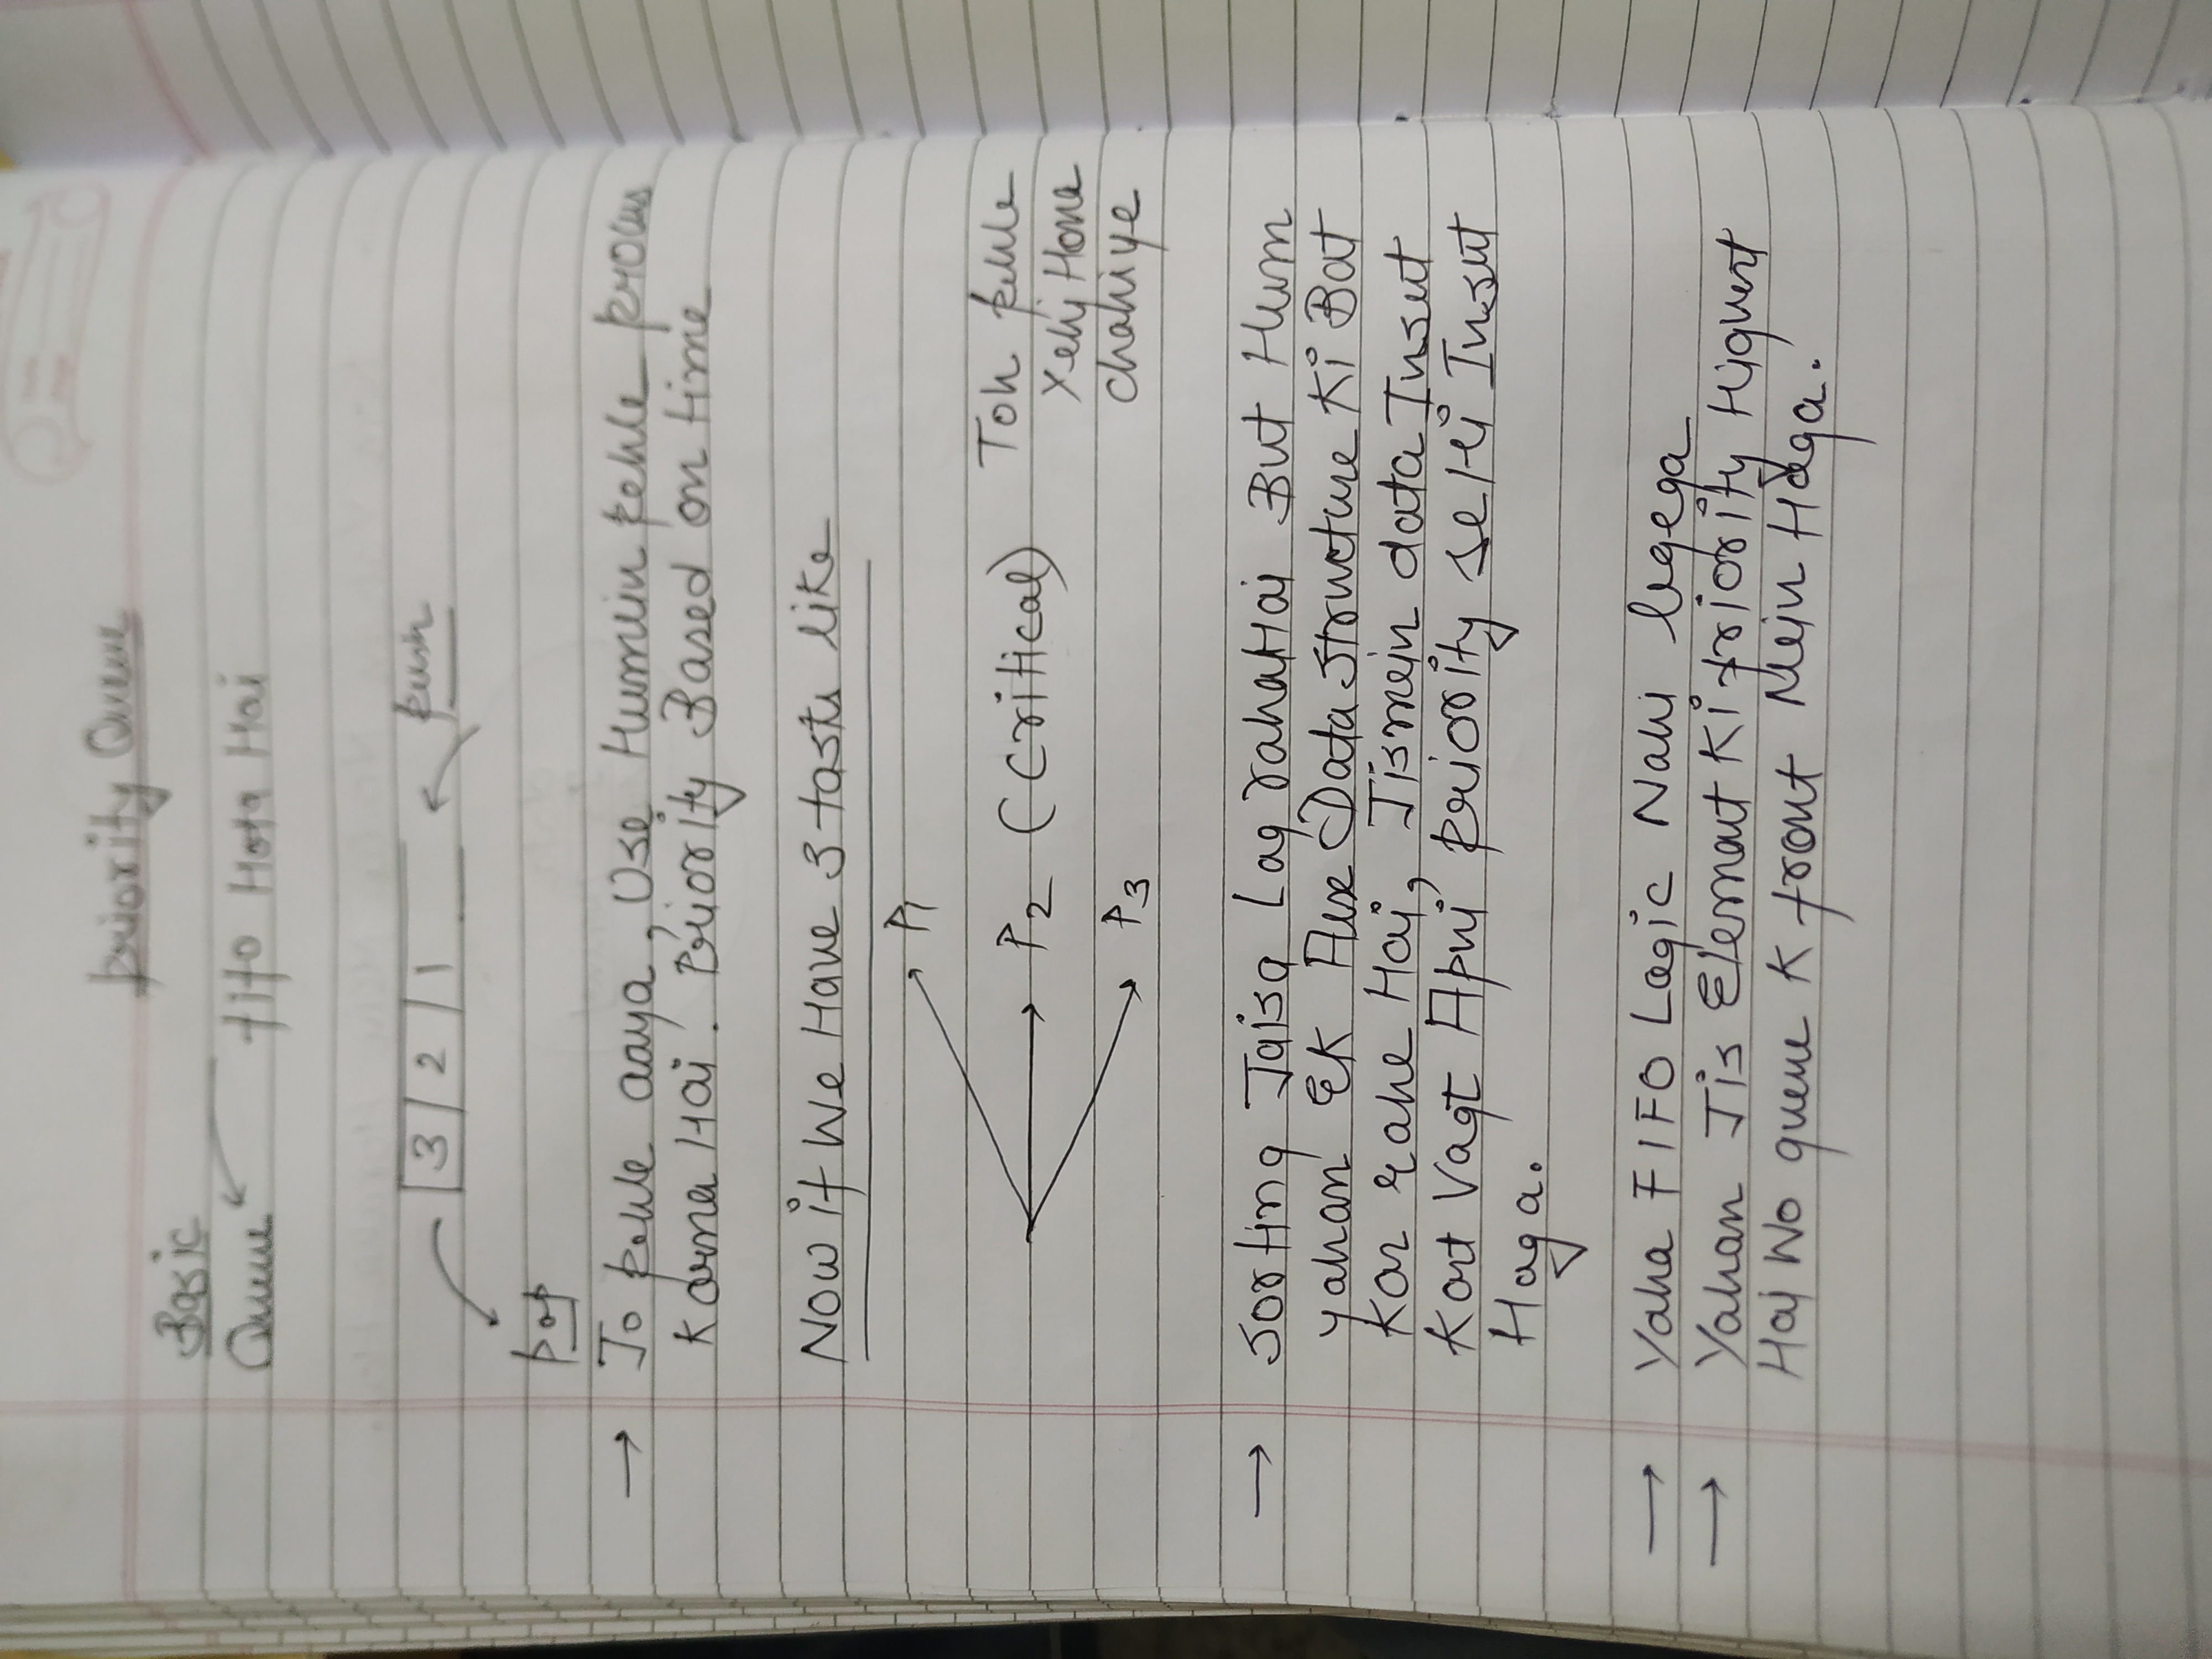 Priority Queue
Basic
Queue
fifo Hota Hai
3 2 1
push
pop
→ Jo pehle aaya, Use Humein pehle process
Karna Hai. Priority Based on time
Now if We Have 3 tasks like
P1
P2 (Critical)
Toh pehle
Yehi Hona
chahiye
P3
→ Sorting Jaisa Lag raha Hai But Hum
yahan Ek Aise Data Structure Ki Bat
Kar rahe Hai, Jismein data Insert
Kart Vaqt Apni priority se Hi Insert
Hoga.
→ Yaha FIFO Logic Nahi lagega
→ Yahan Jis Element Ki priority Highest
Hai Wo queue K front Mein Hoga.